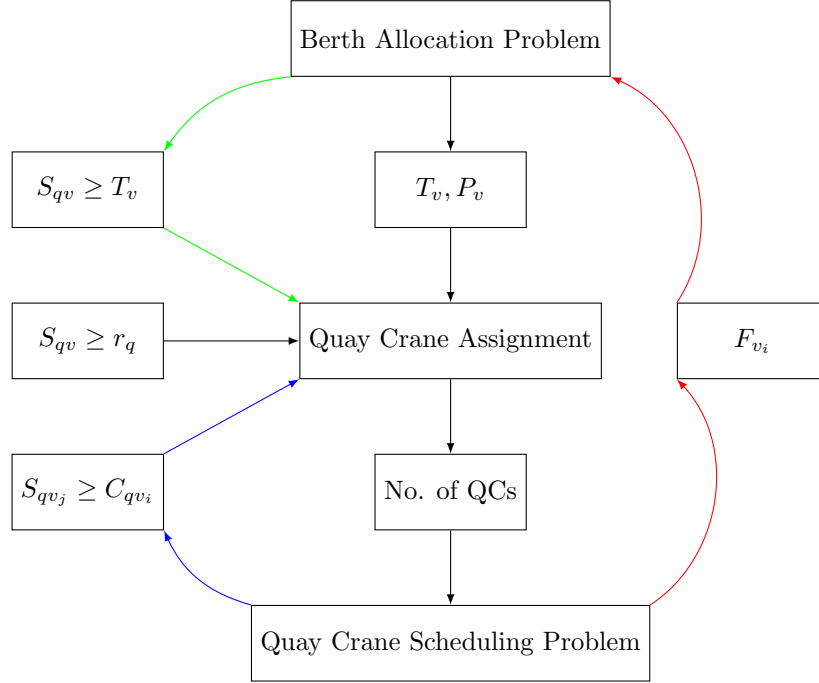 Berth Allocation Problem
S_{qv} ≥ T_v
T_v, P_v
S_{qv} ≥ r_q
Quay Crane Assignment
F_{v_i}
S_{qv_j} ≥ C_{qv_i}
No. of QCs
Quay Crane Scheduling Problem